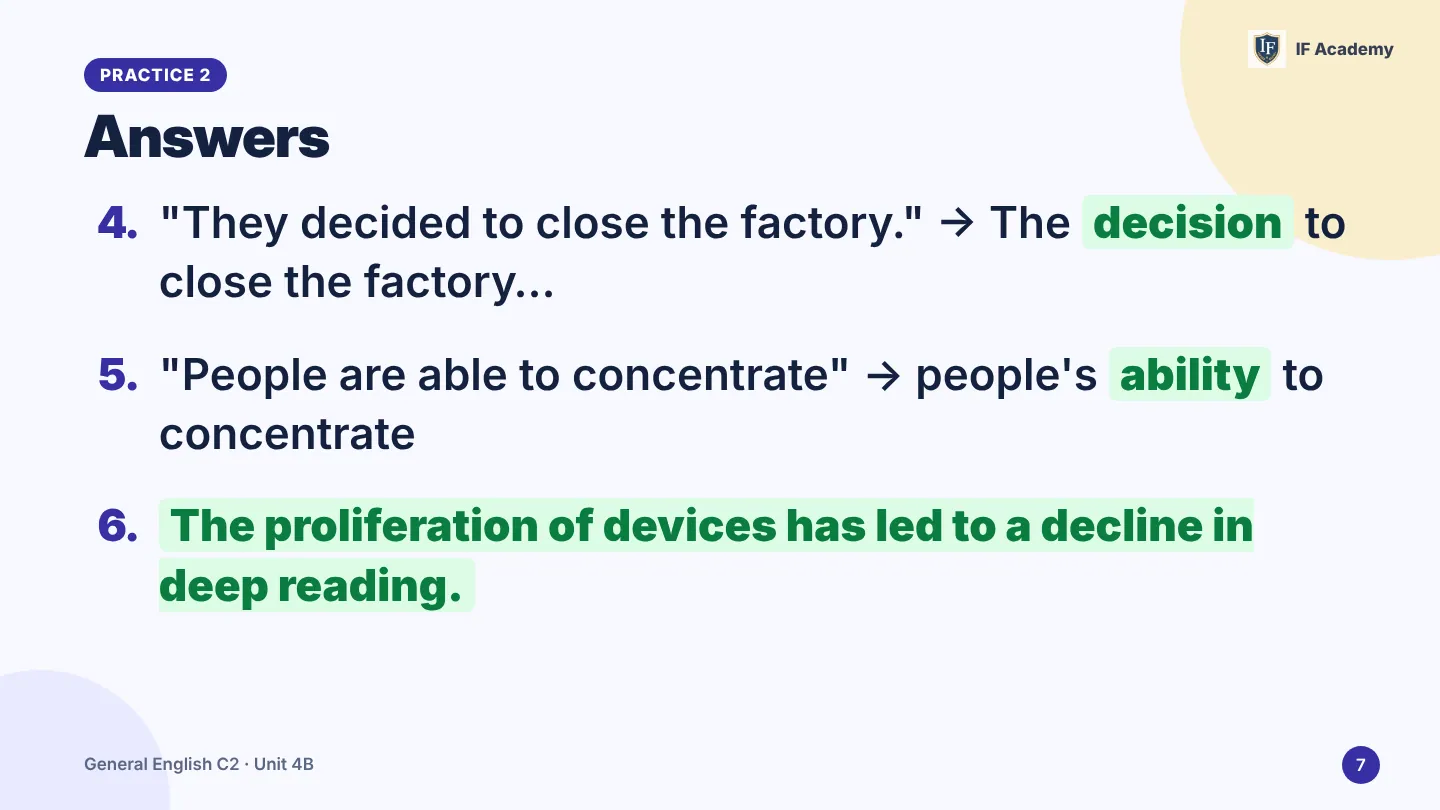 IF
IF Academy
PRACTICE 2
Answers
4. "They decided to close the factory." → The decision to
close the factory...
5. "People are able to concentrate" → people's ability to
concentrate
6. The proliferation of devices has led to a decline in
deep reading.
General English C2 · Unit 4B
7